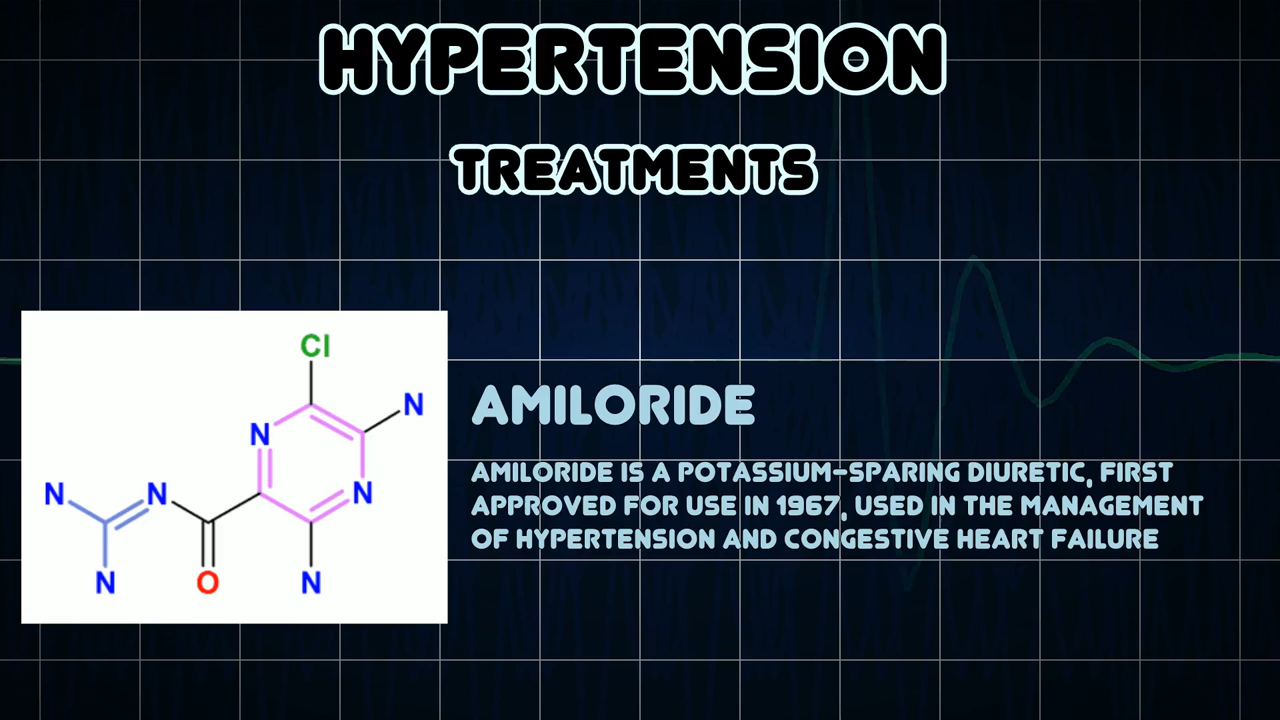 HYPERTENSION
TREATMENTS
Cl
N
N
N
N
N
N
O
N
AMILORIDE
AMILORIDE IS A POTASSIUM-SPARING DIURETIC, FIRST
APPROVED FOR USE IN 1967, USED IN THE MANAGEMENT
OF HYPERTENSION AND CONGESTIVE HEART FAILURE